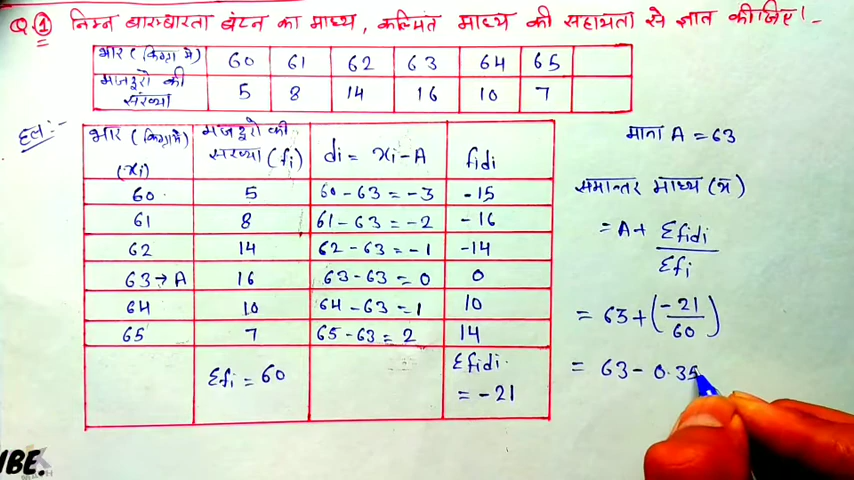 Q.① निम्न बारम्बारता बंटन का माध्य, कल्पित माध्य की सहायता से ज्ञात कीजिए।-
भार (किग्रा में) 60 61 62 63 64 65
मजदूरो की संख्या 5 8 14 16 10 7
हल:-
भार (किग्रा में) (xi) मजदूरो की संख्या (fi) di = xi - A fidi
60 5 60-63 = -3 -15
61 8 61-63 = -2 -16
62 14 62-63 = -1 -14
63→A 16 63-63 = 0 0
64 10 64-63 = 1 10
65 7 65-63 = 2 14
Σfi = 60 Σfidi. = -21
माना A = 63
समान्तर माध्य (x̄)
= A + Σfidi / Σfi
= 63 + (-21 / 60)
= 63 - 0.35
IBE.